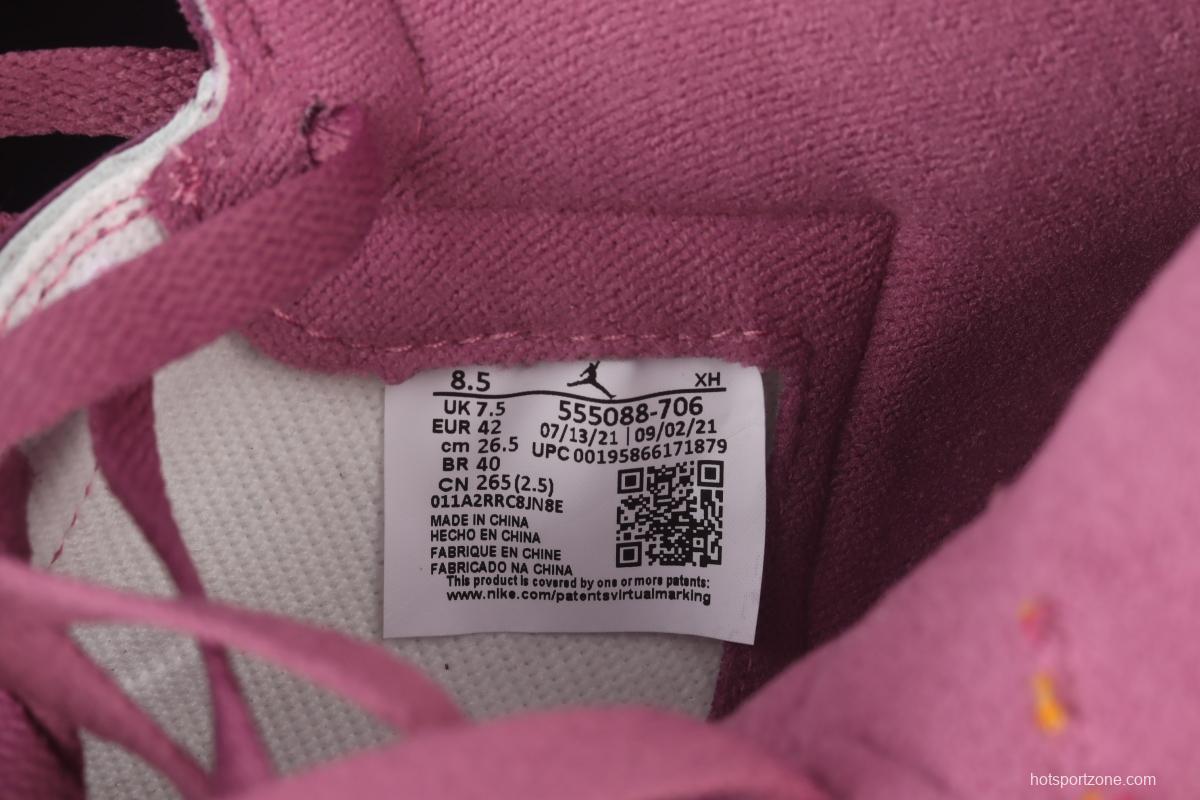 8.5 XH
UK 7.5
EUR 42
cm 26.5
BR 40
CN 265 (2.5)
011A2RRC8JN8E
555088-706
07/13/21 | 09/02/21
UPC 00195866171879
MADE IN CHINA
HECHO EN CHINA
FABRIQUE EN CHINE
FABRICADO NA CHINA
This product is covered by one or more patents:
www.nike.com/patentsvirtualmarking
hotsportzone.com